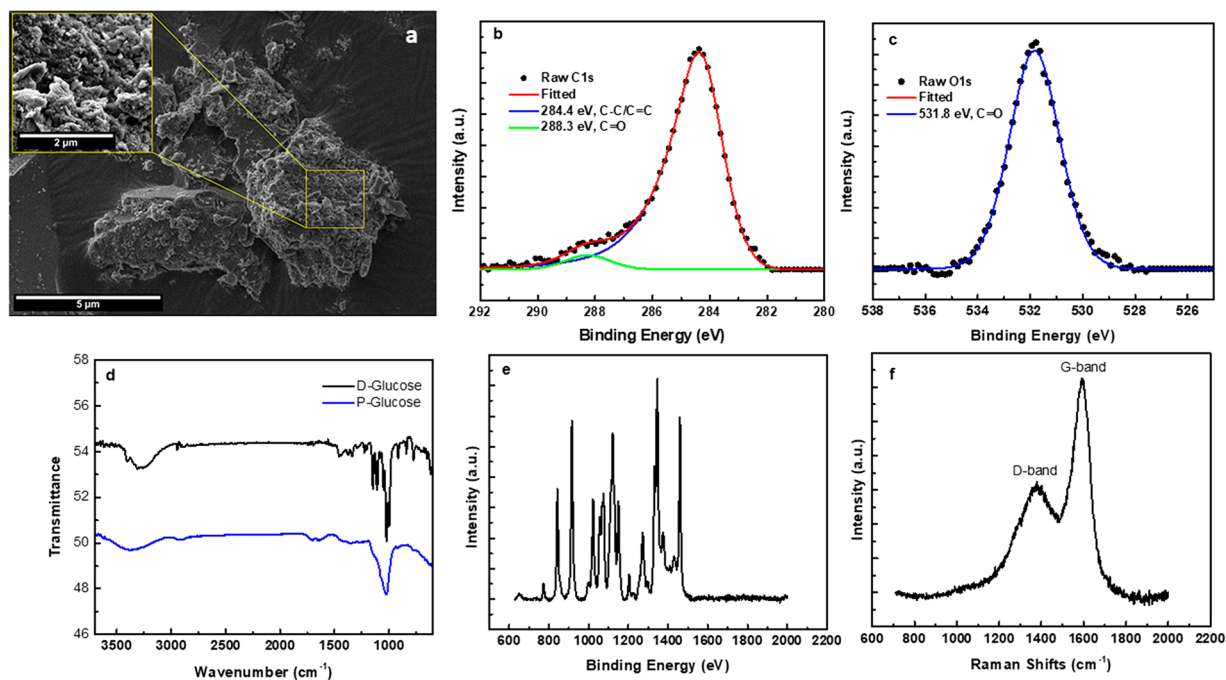 a
2 µm
5 µm
b
Raw C1s
Fitted
284.4 eV, C-C/C=C
288.3 eV, C=O
Intensity (a.u.)
292 290 288 286 284 282 280
Binding Energy (eV)
c
Raw O1s
Fitted
531.8 eV, C=O
Intensity (a.u.)
538 536 534 532 530 528 526
Binding Energy (eV)
d
D-Glucose
P-Glucose
Transmittance
58
56
54
52
50
48
46
3500 3000 2500 2000 1500 1000
Wavenumber (cm⁻¹)
e
Intensity (a.u.)
600 800 1000 1200 1400 1600 1800 2000 2200
Binding Energy (eV)
f
G-band
D-band
Intensity (a.u.)
600 800 1000 1200 1400 1600 1800 2000 2200
Raman Shifts (cm⁻¹)